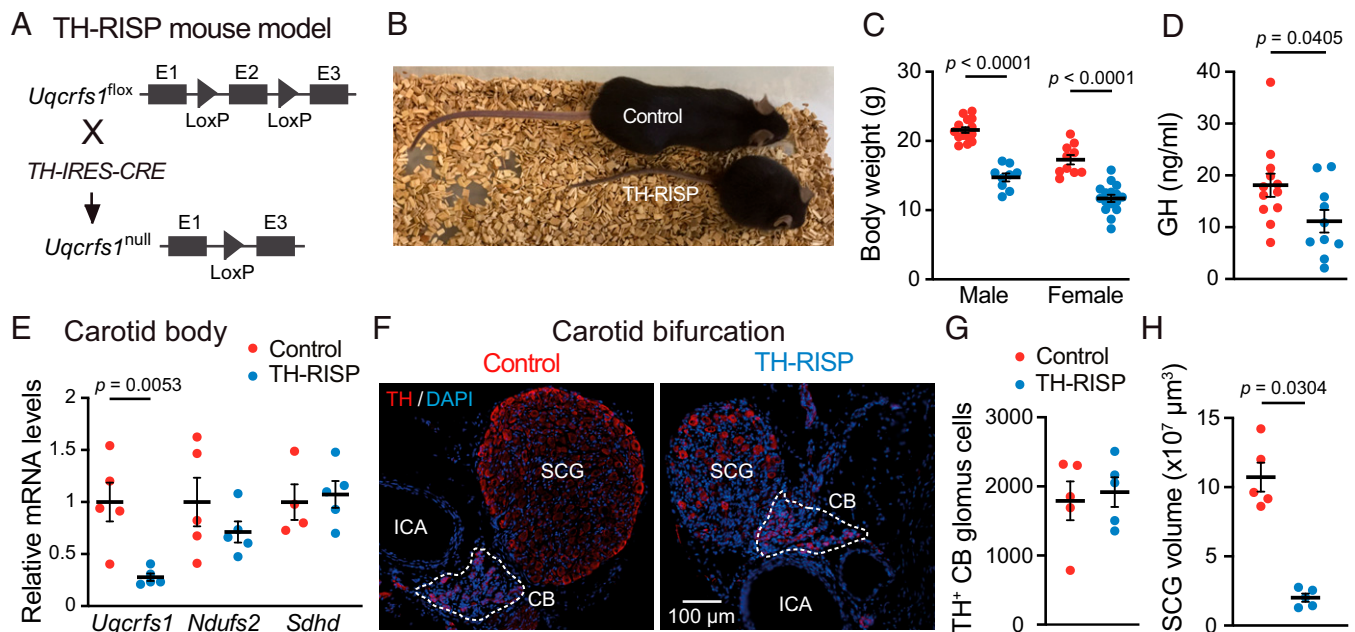 A TH-RISP mouse model
E1 E2 E3
Uqcrfs1flox
LoxP LoxP
X
TH-IRES-CRE
E1 E3
Uqcrfs1null
LoxP
B
Control
TH-RISP
C
p < 0.0001 p < 0.0001
Body weight (g)
30
20
10
0
Male Female
D
p = 0.0405
GH (ng/ml)
40
30
20
10
0
E Carotid body
Control
TH-RISP
p = 0.0053
Relative mRNA levels
2
1.5
1
0.5
0
Uqcrfs1 Ndufs2 Sdhd
F Carotid bifurcation
Control TH-RISP
TH / DAPI
SCG
ICA
CB
SCG
CB
ICA
100 µm
G
Control
TH-RISP
TH+ CB glomus cells
3000
2000
1000
0
H
p = 0.0304
SCG volume (x10⁷ µm³)
15
10
5
0